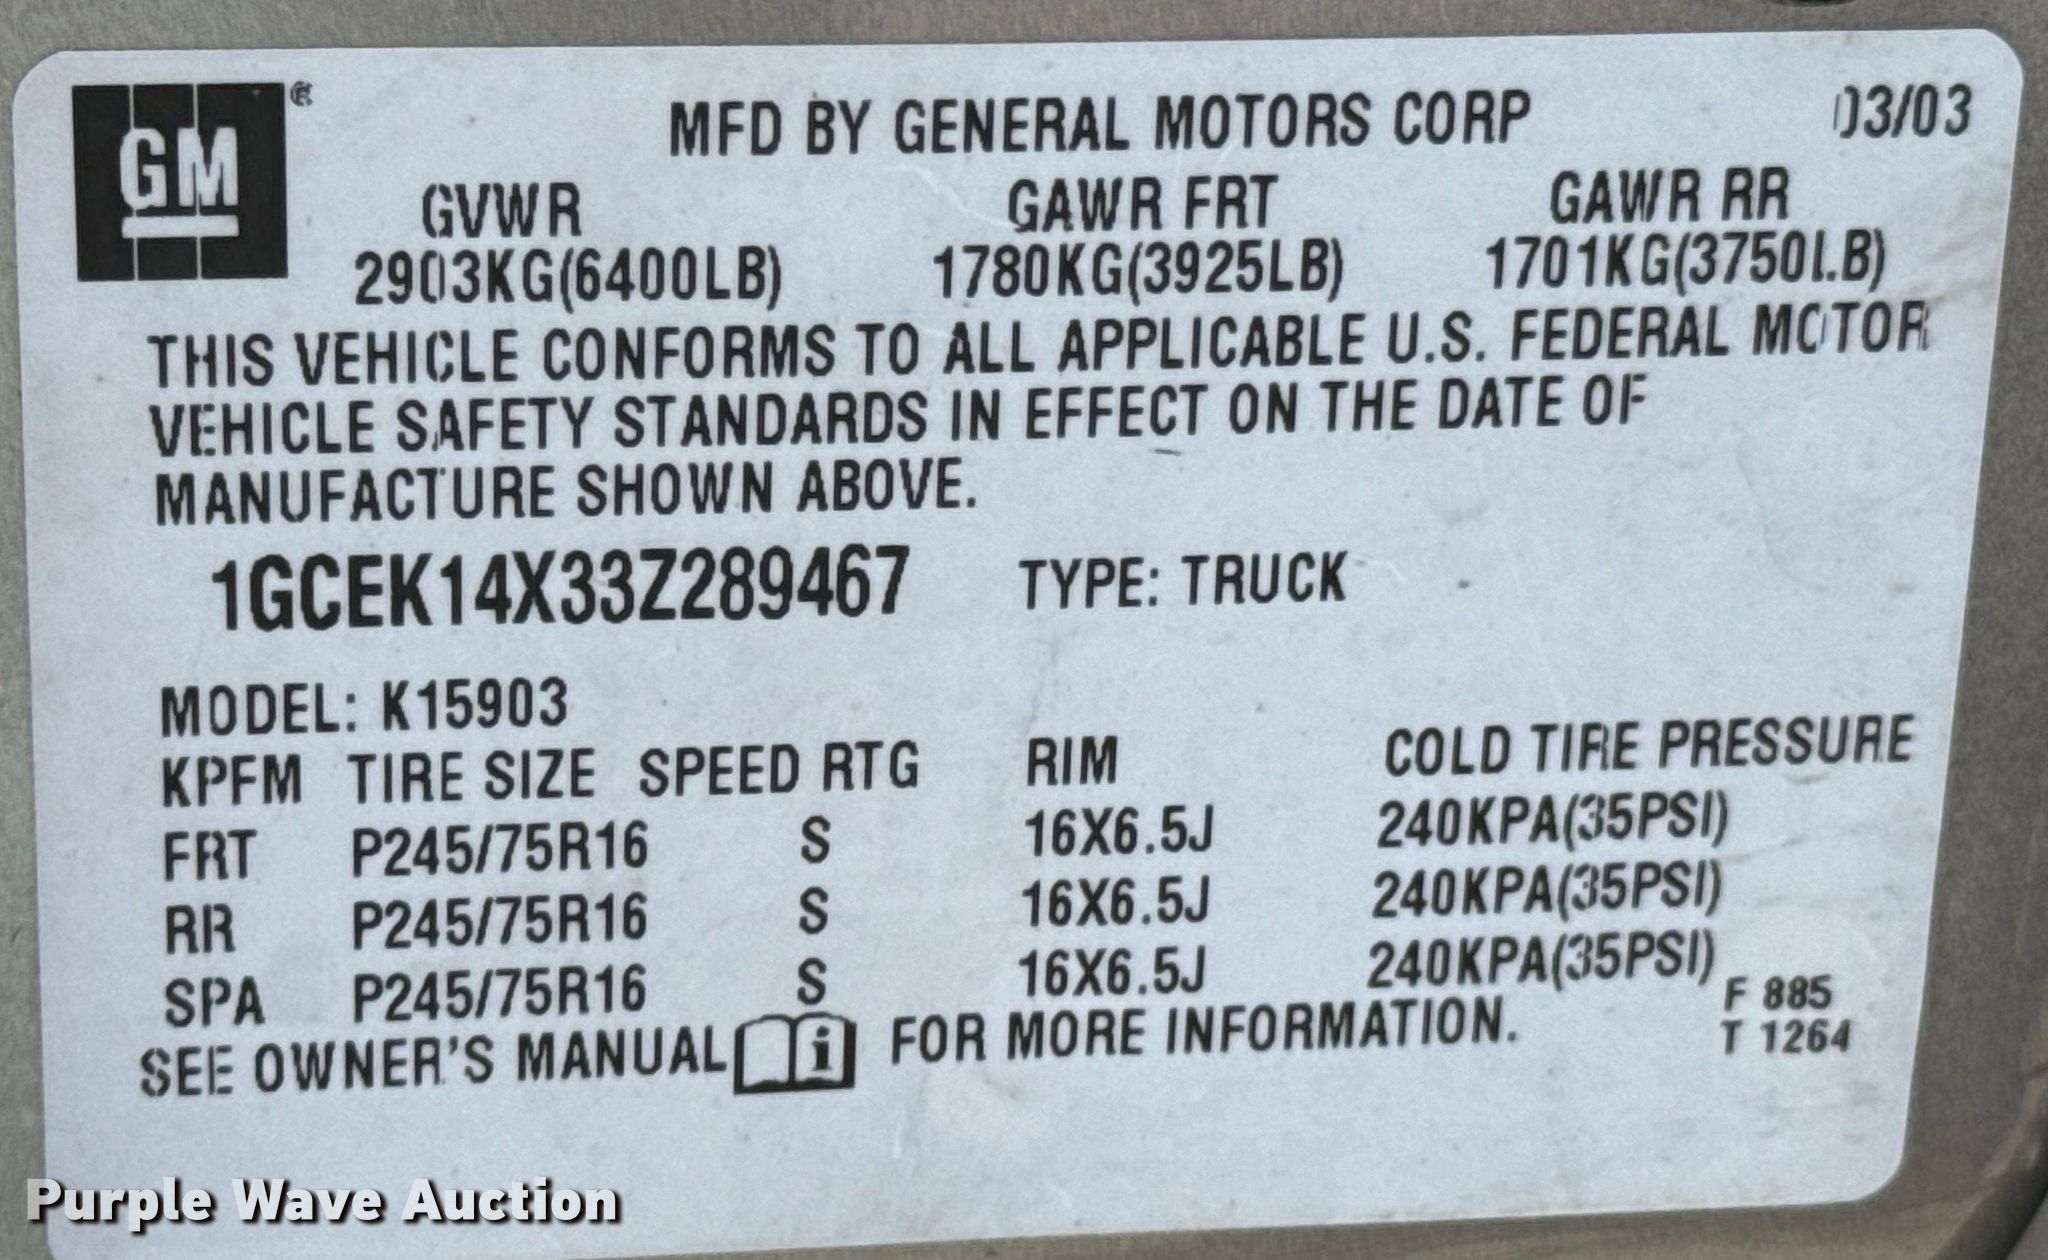 GM ®
MFD BY GENERAL MOTORS CORP 03/03
GVWR GAWR FRT GAWR RR
2903KG(6400LB) 1780KG(3925LB) 1701KG(3750LB)
THIS VEHICLE CONFORMS TO ALL APPLICABLE U.S. FEDERAL MOTOR
VEHICLE SAFETY STANDARDS IN EFFECT ON THE DATE OF
MANUFACTURE SHOWN ABOVE.
1GCEK14X33Z289467 TYPE: TRUCK
MODEL: K15903
KPFM TIRE SIZE SPEED RTG RIM COLD TIRE PRESSURE
FRT P245/75R16 S 16X6.5J 240KPA(35PSI)
RR P245/75R16 S 16X6.5J 240KPA(35PSI)
SPA P245/75R16 S 16X6.5J 240KPA(35PSI)
SEE OWNER'S MANUAL i FOR MORE INFORMATION.
F 885
T 1264
Purple Wave Auction